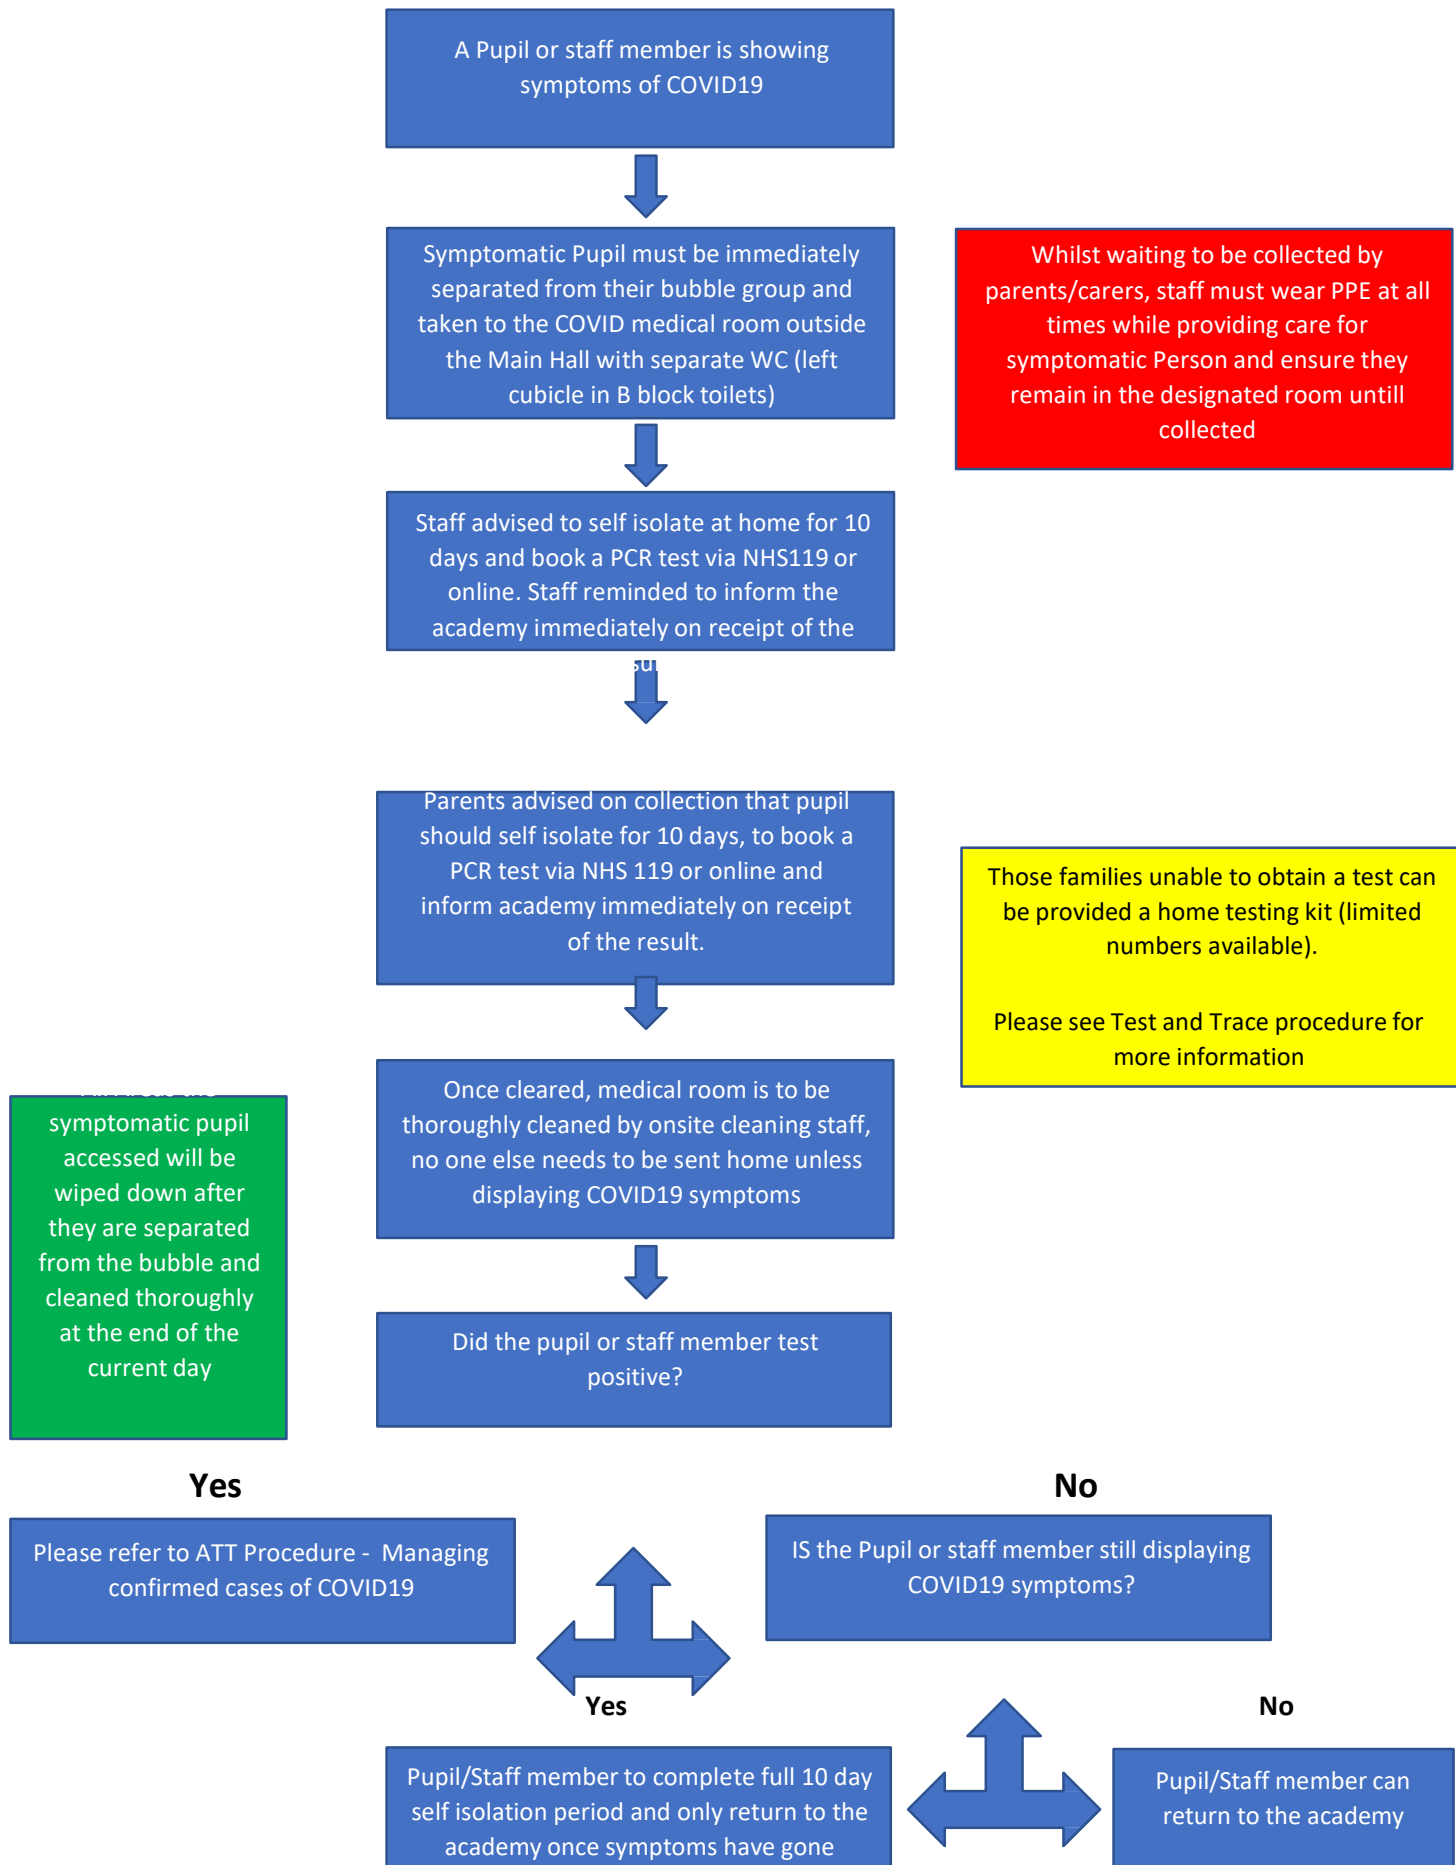 A Pupil or staff member is showing
symptoms of COVID19
Symptomatic Pupil must be immediately
separated from their bubble group and
taken to the COVID medical room outside
the Main Hall with separate WC (left
cubicle in B block toilets)
Whilst waiting to be collected by
parents/carers, staff must wear PPE at all
times while providing care for
symptomatic Person and ensure they
remain in the designated room untill
collected
Staff advised to self isolate at home for 10
days and book a PCR test via NHS119 or
online. Staff reminded to inform the
academy immediately on receipt of the
Parents advised on collection that pupil
should self isolate for 10 days, to book a
PCR test via NHS 119 or online and
inform academy immediately on receipt
of the result.
Those families unable to obtain a test can
be provided a home testing kit (limited
numbers available).
Please see Test and Trace procedure for
more information
Once cleared, medical room is to be
thoroughly cleaned by onsite cleaning staff,
no one else needs to be sent home unless
displaying COVID19 symptoms
the
symptomatic pupil
accessed will be
wiped down after
they are separated
from the bubble and
cleaned thoroughly
at the end of the
current day
Did the pupil or staff member test
positive?
Yes
No
Please refer to ATT Procedure - Managing
confirmed cases of COVID19
IS the Pupil or staff member still displaying
COVID19 symptoms?
Yes
No
Pupil/Staff member to complete full 10 day
self isolation period and only return to the
academy once symptoms have gone
Pupil/Staff member can
return to the academy